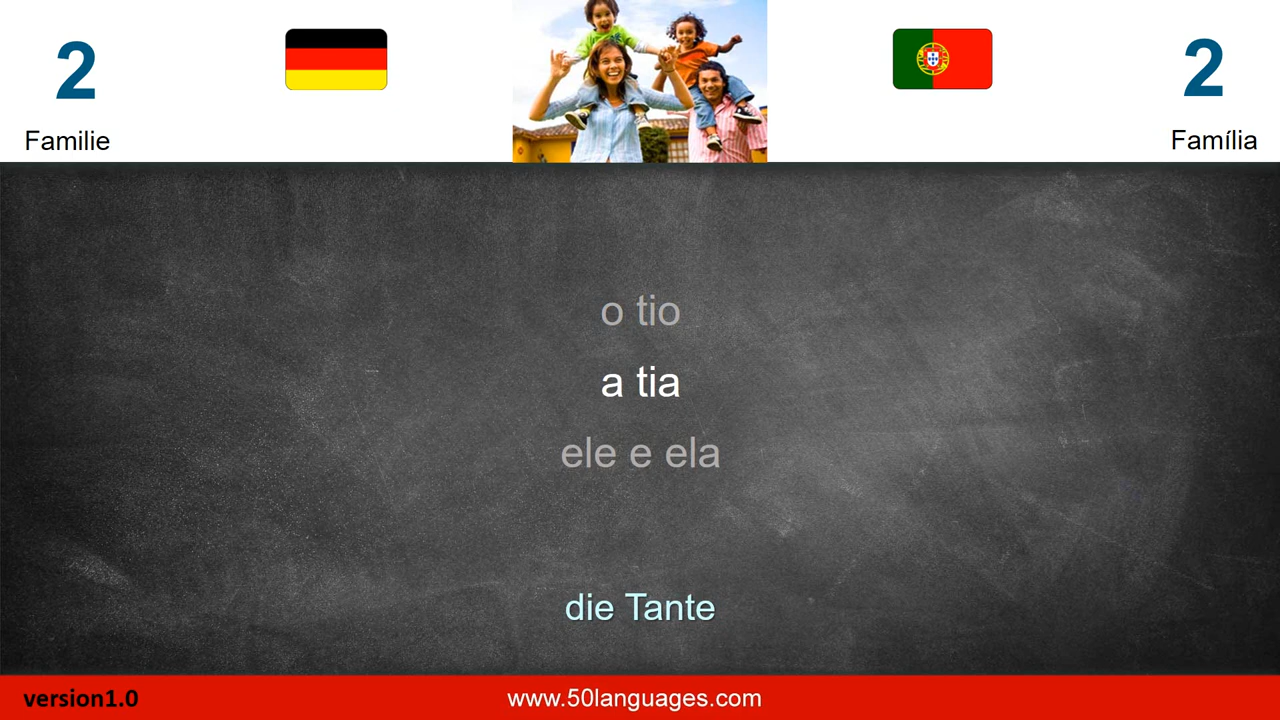 2
2
Familie
Família
o tio
a tia
ele e ela
die Tante
version1.0
www.50languages.com